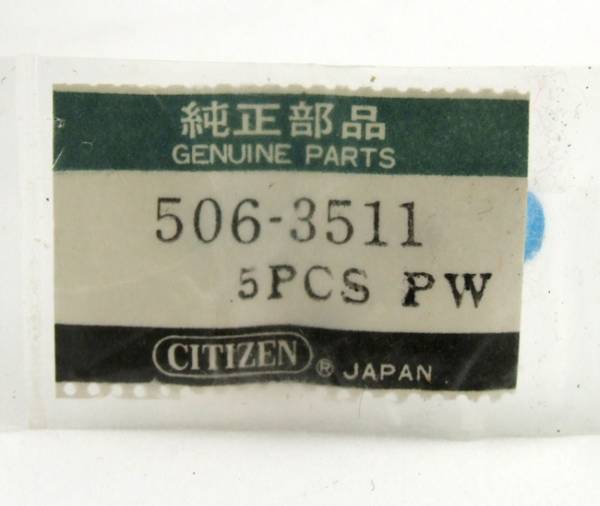 純正部品
GENUINE PARTS
506-3511
5PCS PW
CITIZEN ® JAPAN